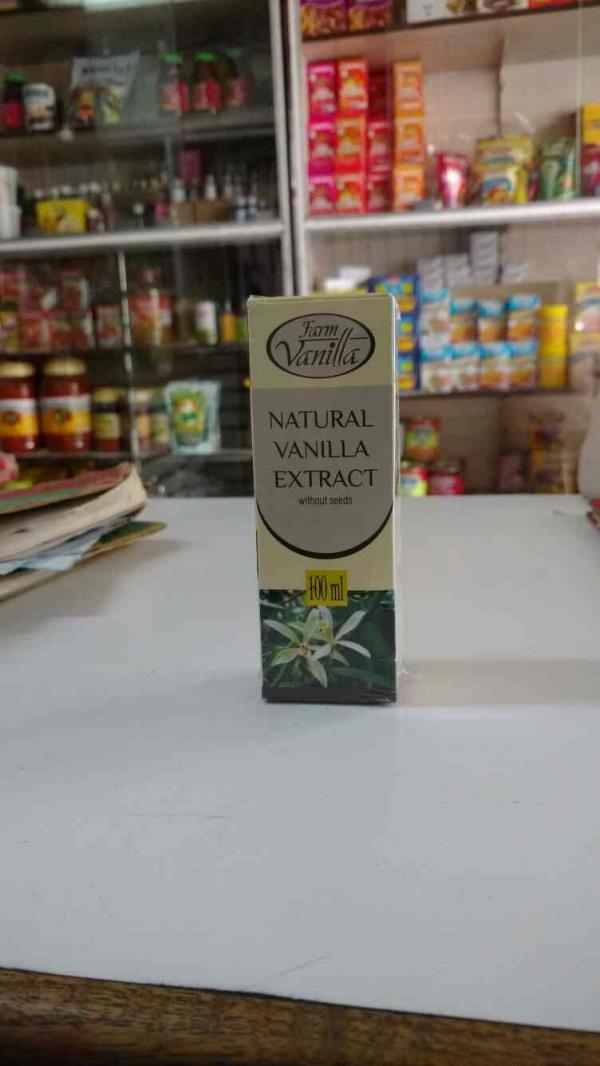 Farm
Vanilla
NATURAL
VANILLA
EXTRACT
without seeds
100 ml